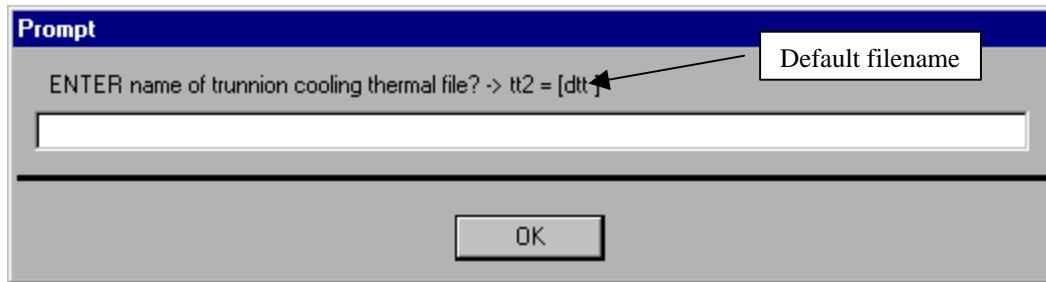 Prompt
Default filename
ENTER name of trunnion cooling thermal file? -> tt2 = [dtt ]
OK